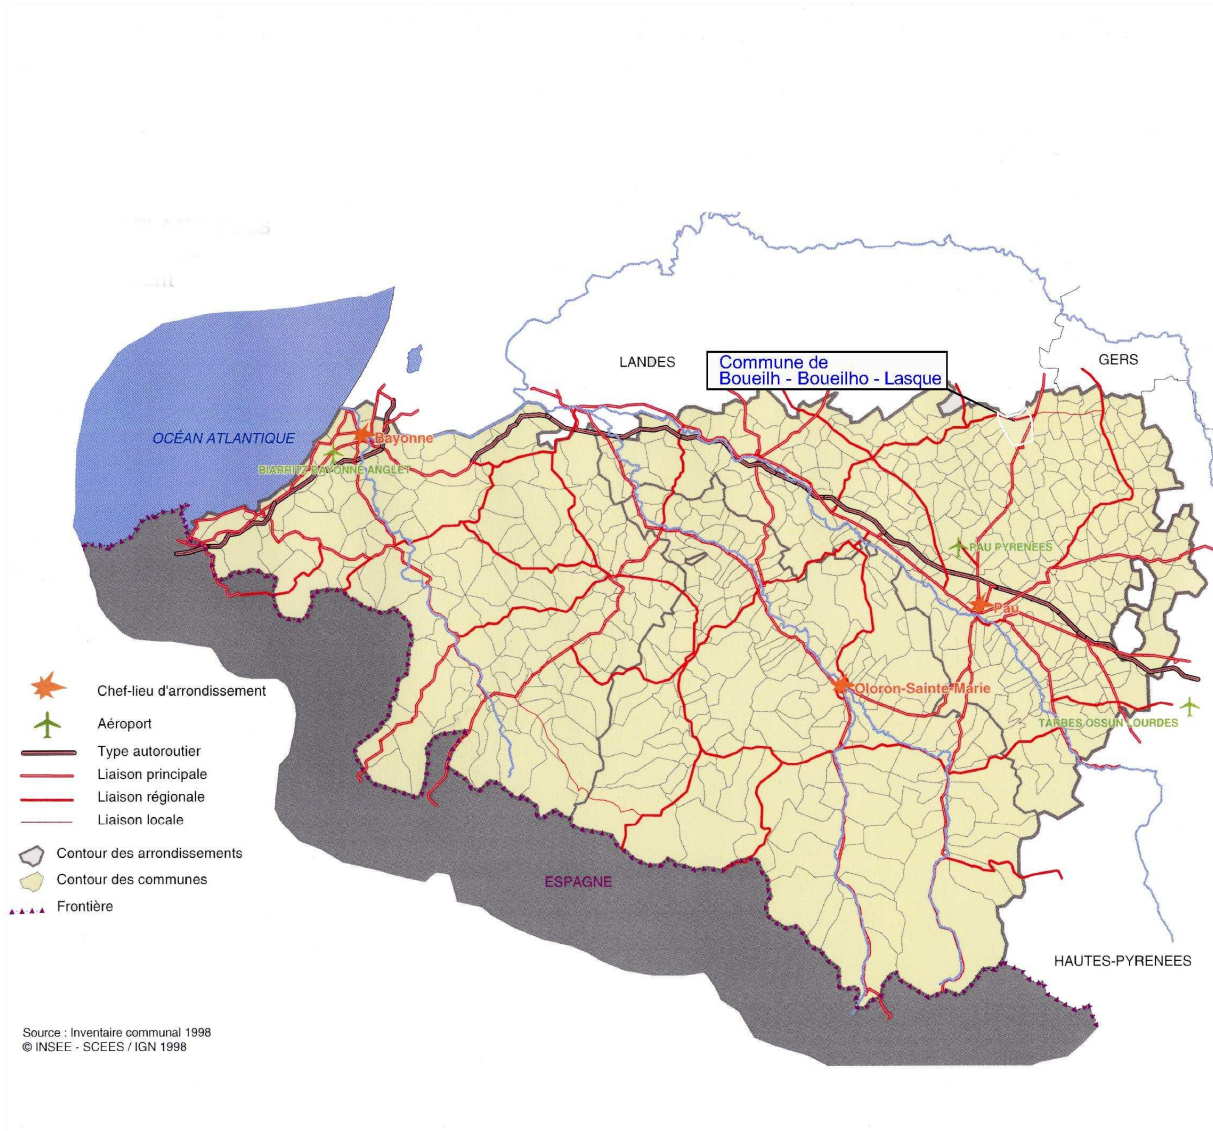 LANDES
GERS
Commune de
Boueilh - Boueilho - Lasque
OCÉAN ATLANTIQUE
Bayonne
BIARRITZ BAYONNE ANGLET
PAU PYRENEES
Pau
Oloron-Sainte-Marie
TARBES OSSUN LOURDES
ESPAGNE
HAUTES-PYRENEES
Chef-lieu d'arrondissement
Aéroport
Type autoroutier
Liaison principale
Liaison régionale
Liaison locale
Contour des arrondissements
Contour des communes
Frontière
Source : Inventaire communal 1998
© INSEE - SCEES / IGN 1998